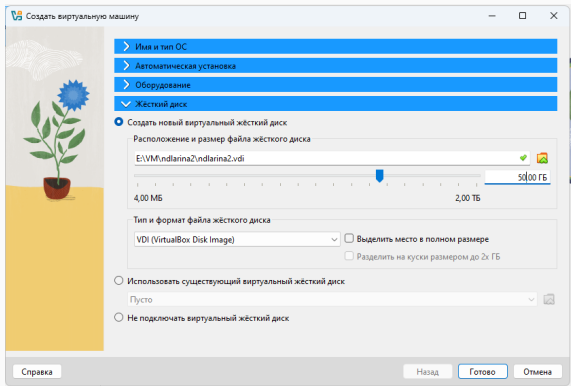 Создать виртуальную машину
Имя и тип ОС
Автоматическая установка
Оборудование
Жёсткий диск
Создать новый виртуальный жёсткий диск
Расположение и размер файла жёсткого диска
E:\VM\ndlarina2\ndlarina2.vdi
50,00 ГБ
4,00 МБ 2,00 ТБ
Тип и формат файла жёсткого диска
VDI (VirtualBox Disk Image) Выделить место в полном размере
Разделить на куски размером до 2х ГБ
Использовать существующий виртуальный жёсткий диск
Пусто
Не подключать виртуальный жёсткий диск
Справка Назад Готово Отмена